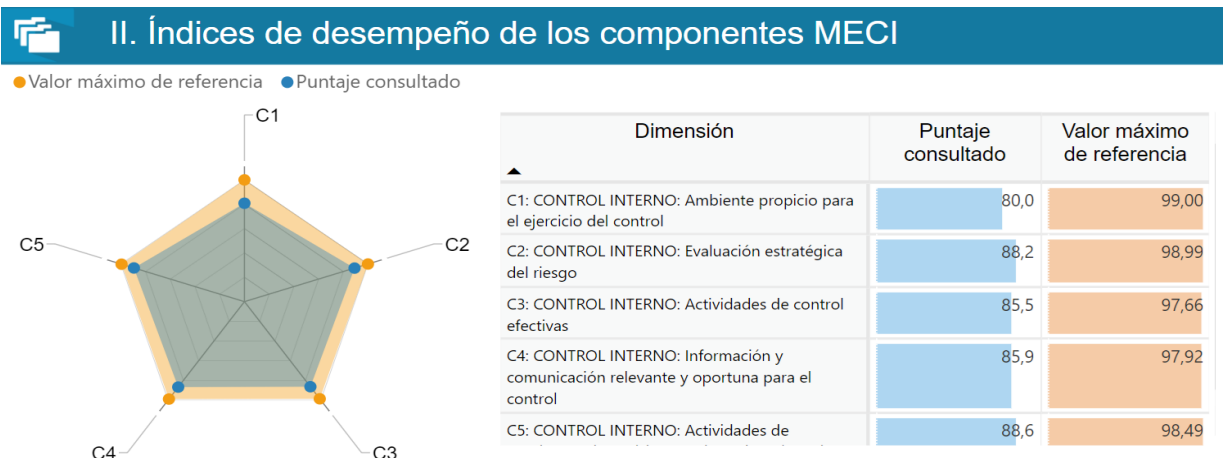 II. Índices de desempeño de los componentes MECI
Valor máximo de referencia Puntaje consultado
C1
C2
C3
C4
C5
Dimensión Puntaje consultado Valor máximo de referencia
C1: CONTROL INTERNO: Ambiente propicio para 80,0 99,00
el ejercicio del control
C2: CONTROL INTERNO: Evaluación estratégica 88,2 98,99
del riesgo
C3: CONTROL INTERNO: Actividades de control 85,5 97,66
efectivas
C4: CONTROL INTERNO: Información y 85,9 97,92
comunicación relevante y oportuna para el
control
C5: CONTROL INTERNO: Actividades de 88,6 98,49